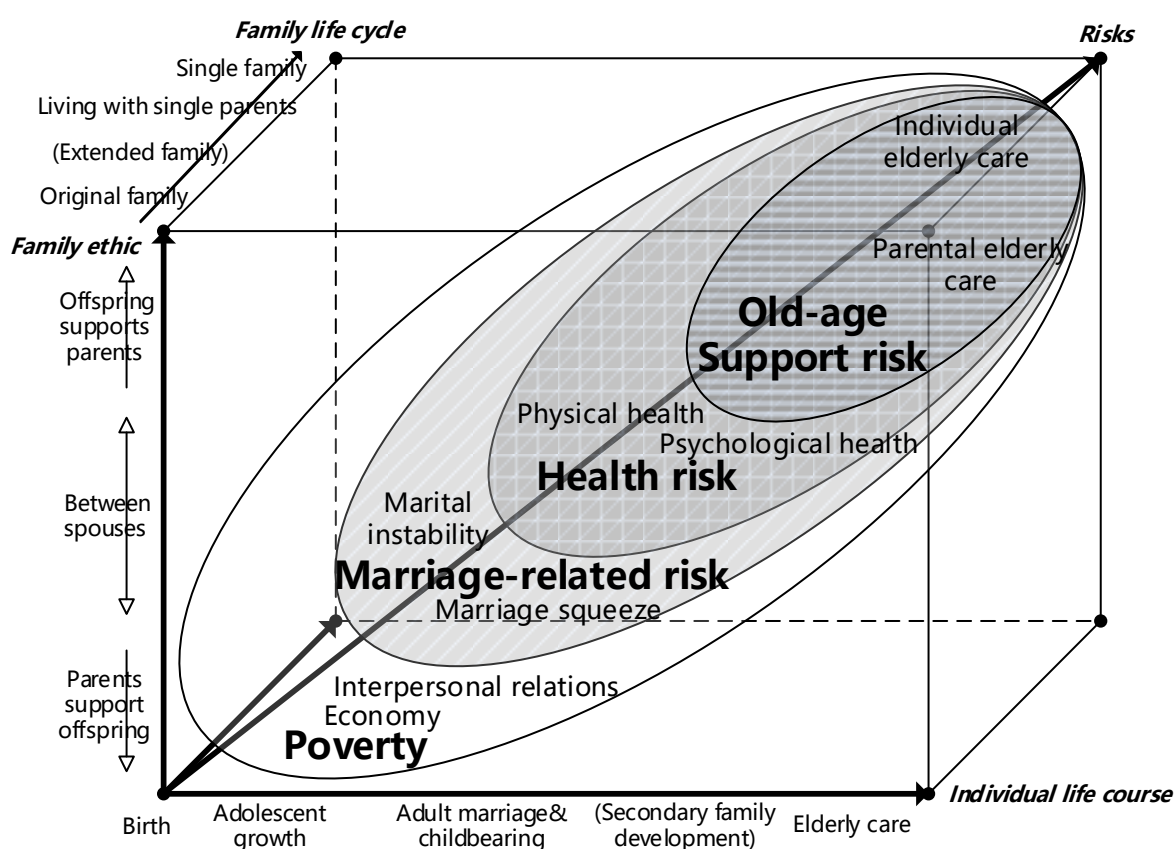 Family life cycle
Risks
Single family
Living with single parents
(Extended family)
Original family
Family ethic
Offspring
supports
parents
Between
spouses
Parents
support
offspring
Individual
elderly care
Parental elderly
care
Old-age
Support risk
Physical health
Psychological health
Health risk
Marital
instability
Marriage-related risk
Marriage squeeze
Interpersonal relations
Economy
Poverty
Individual life course
Birth
Adolescent
growth
Adult marriage&
childbearing
(Secondary family
development)
Elderly care